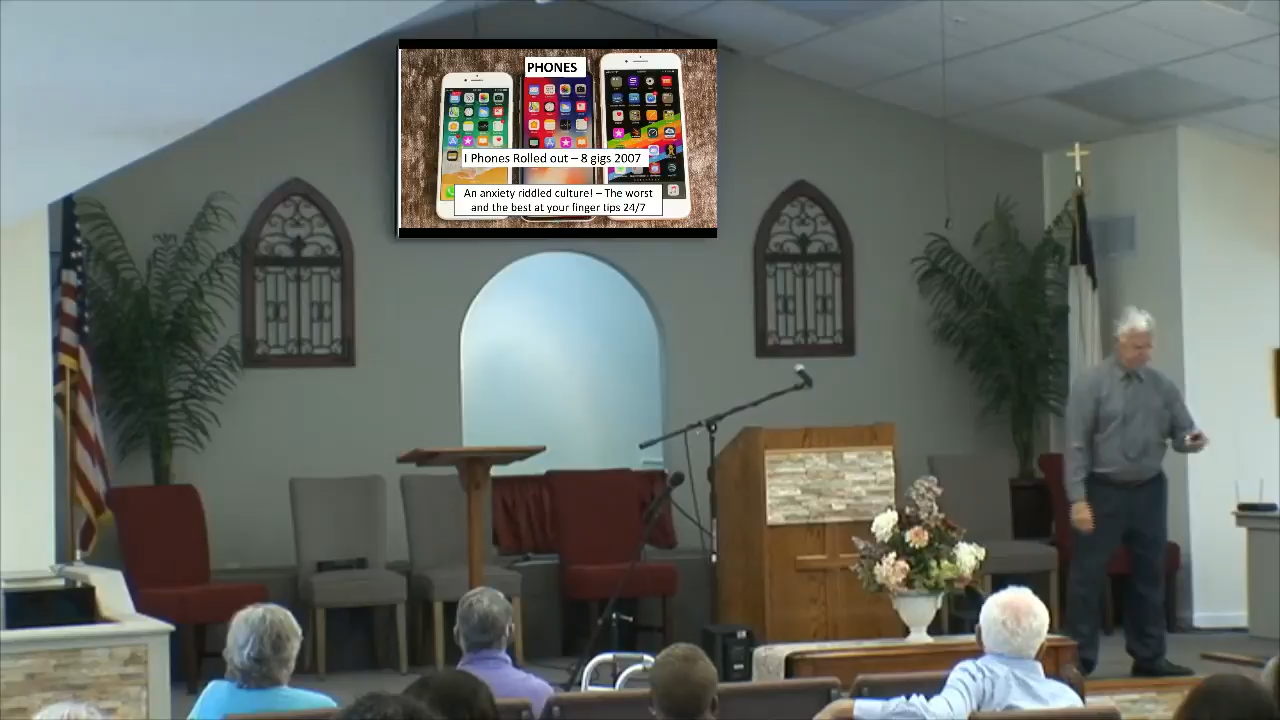 PHONES
I Phones Rolled out – 8 gigs 2007
An anxiety riddled culture! – The worst
and the best at your finger tips 24/7